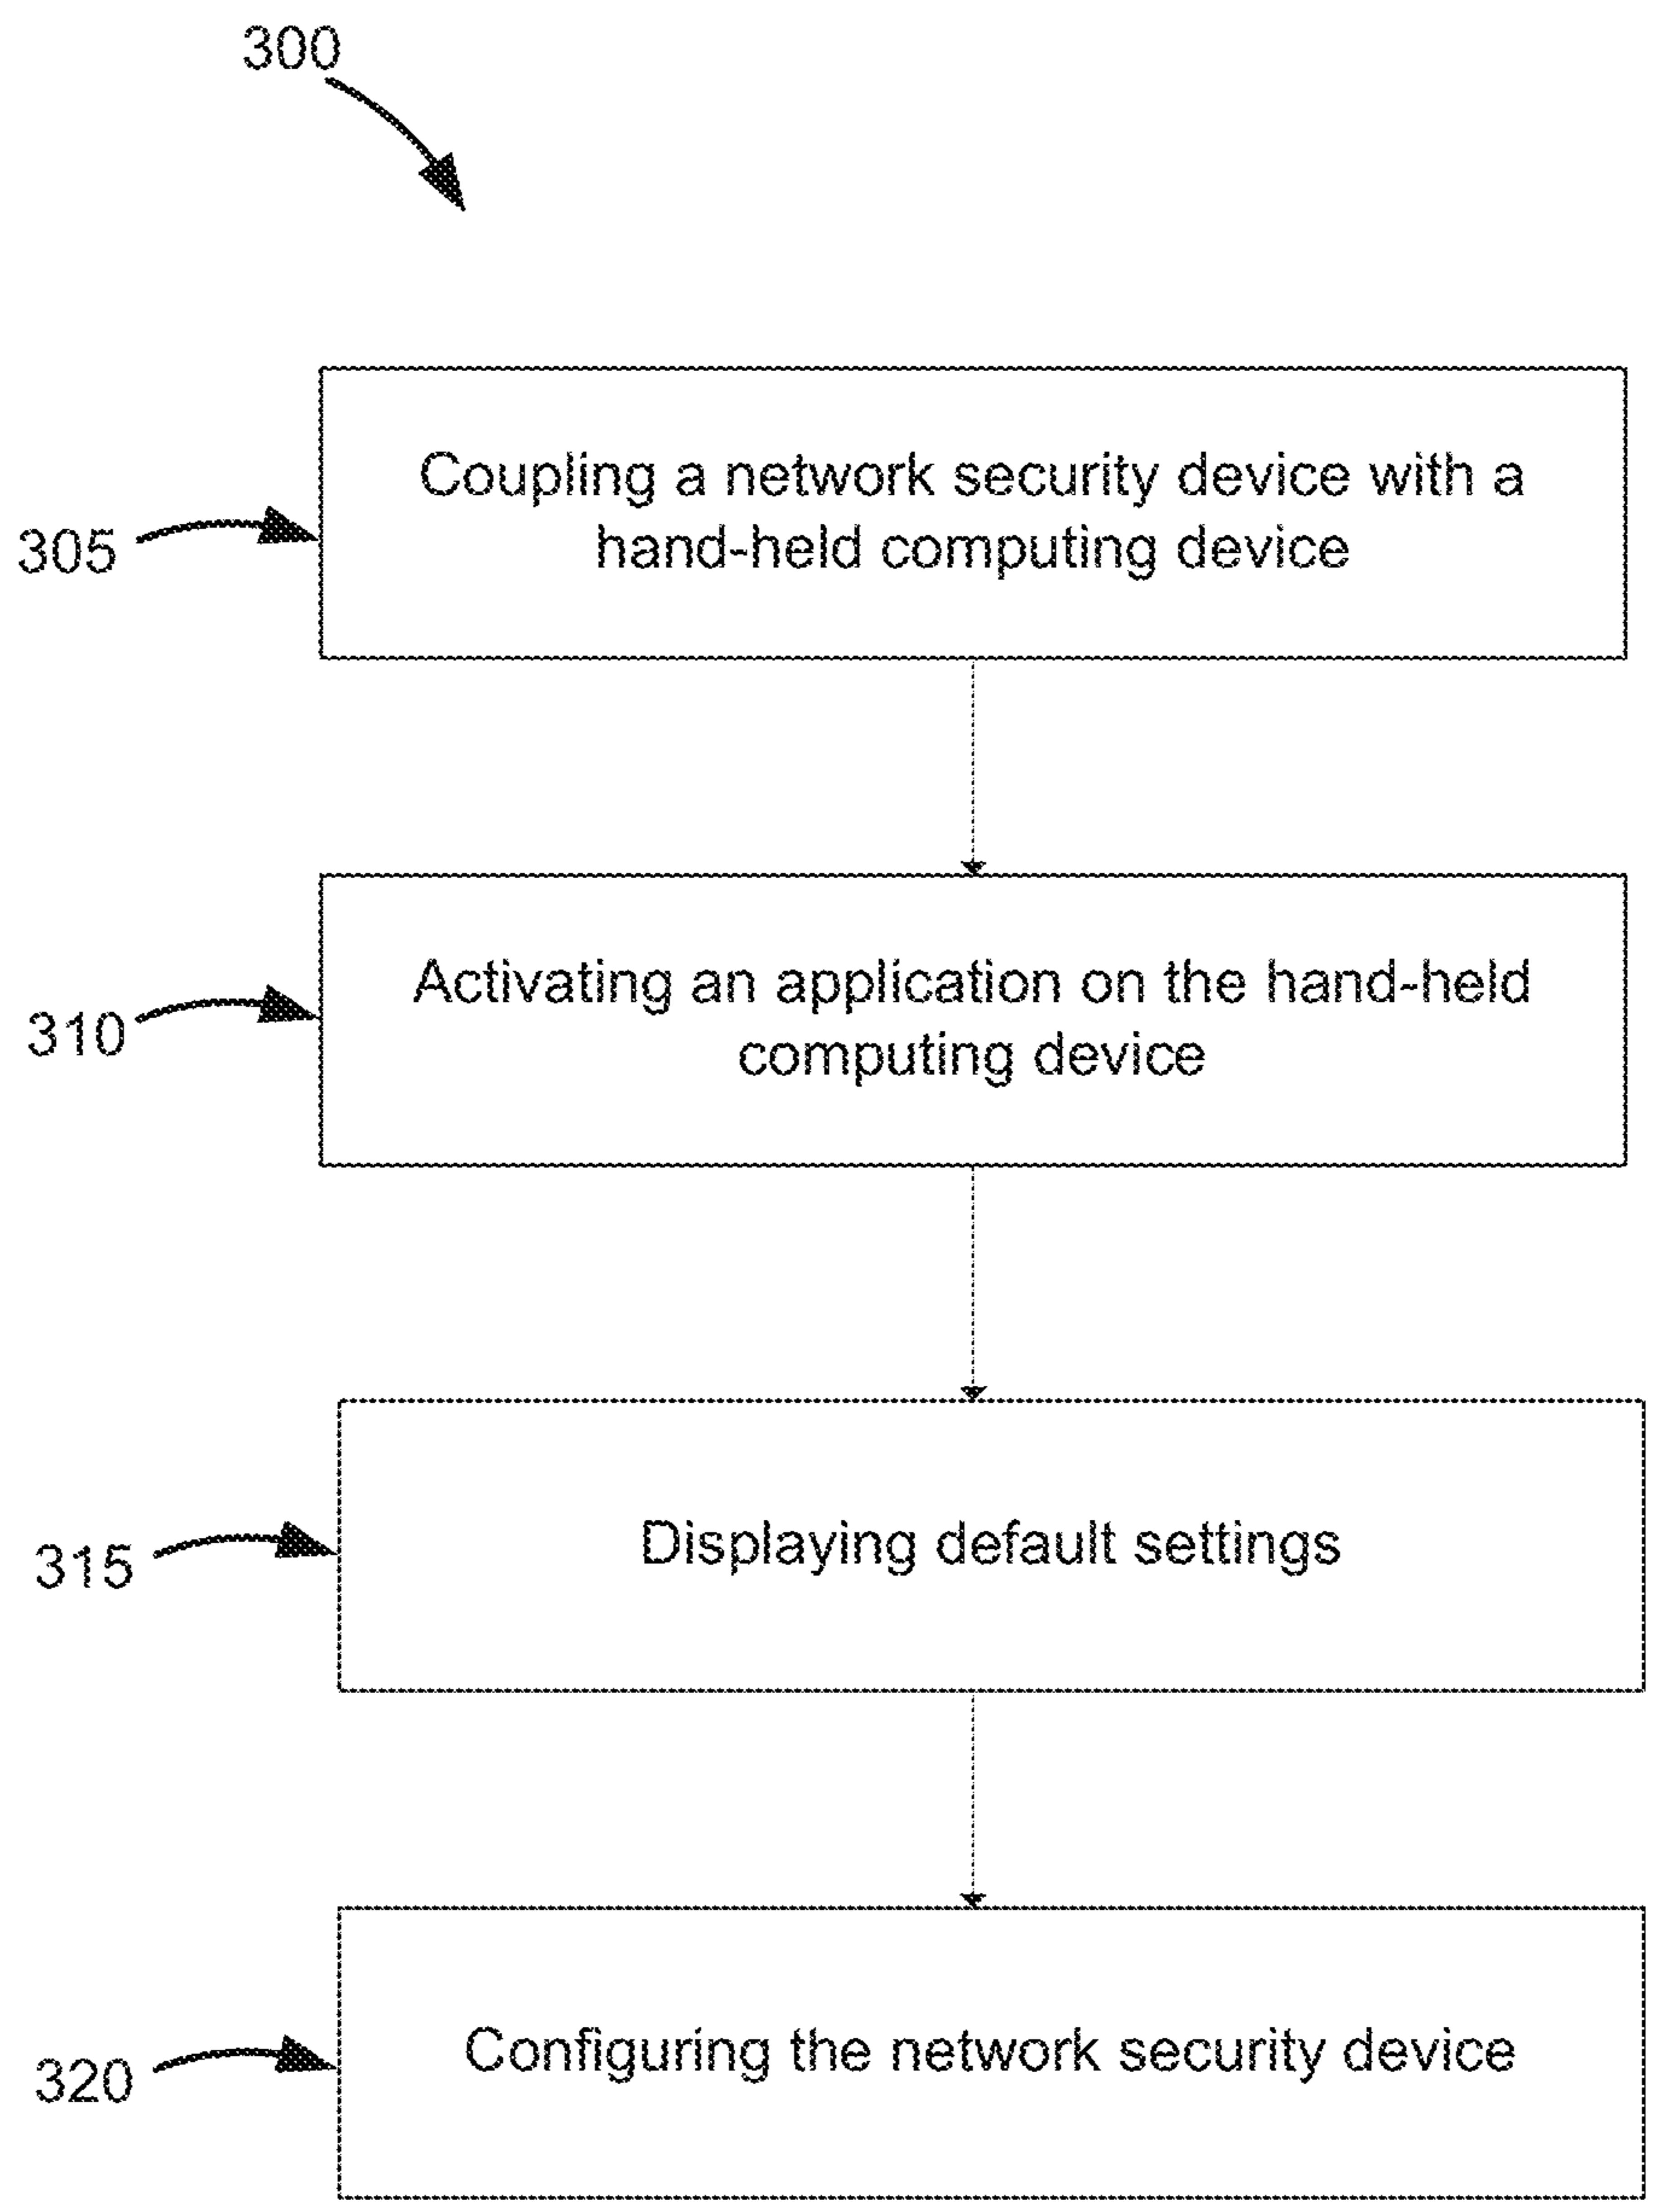 300
305
Coupling a network security device with a
hand-held computing device
310
Activating an application on the hand-held
computing device
315
Displaying default settings
320
Configuring the network security device